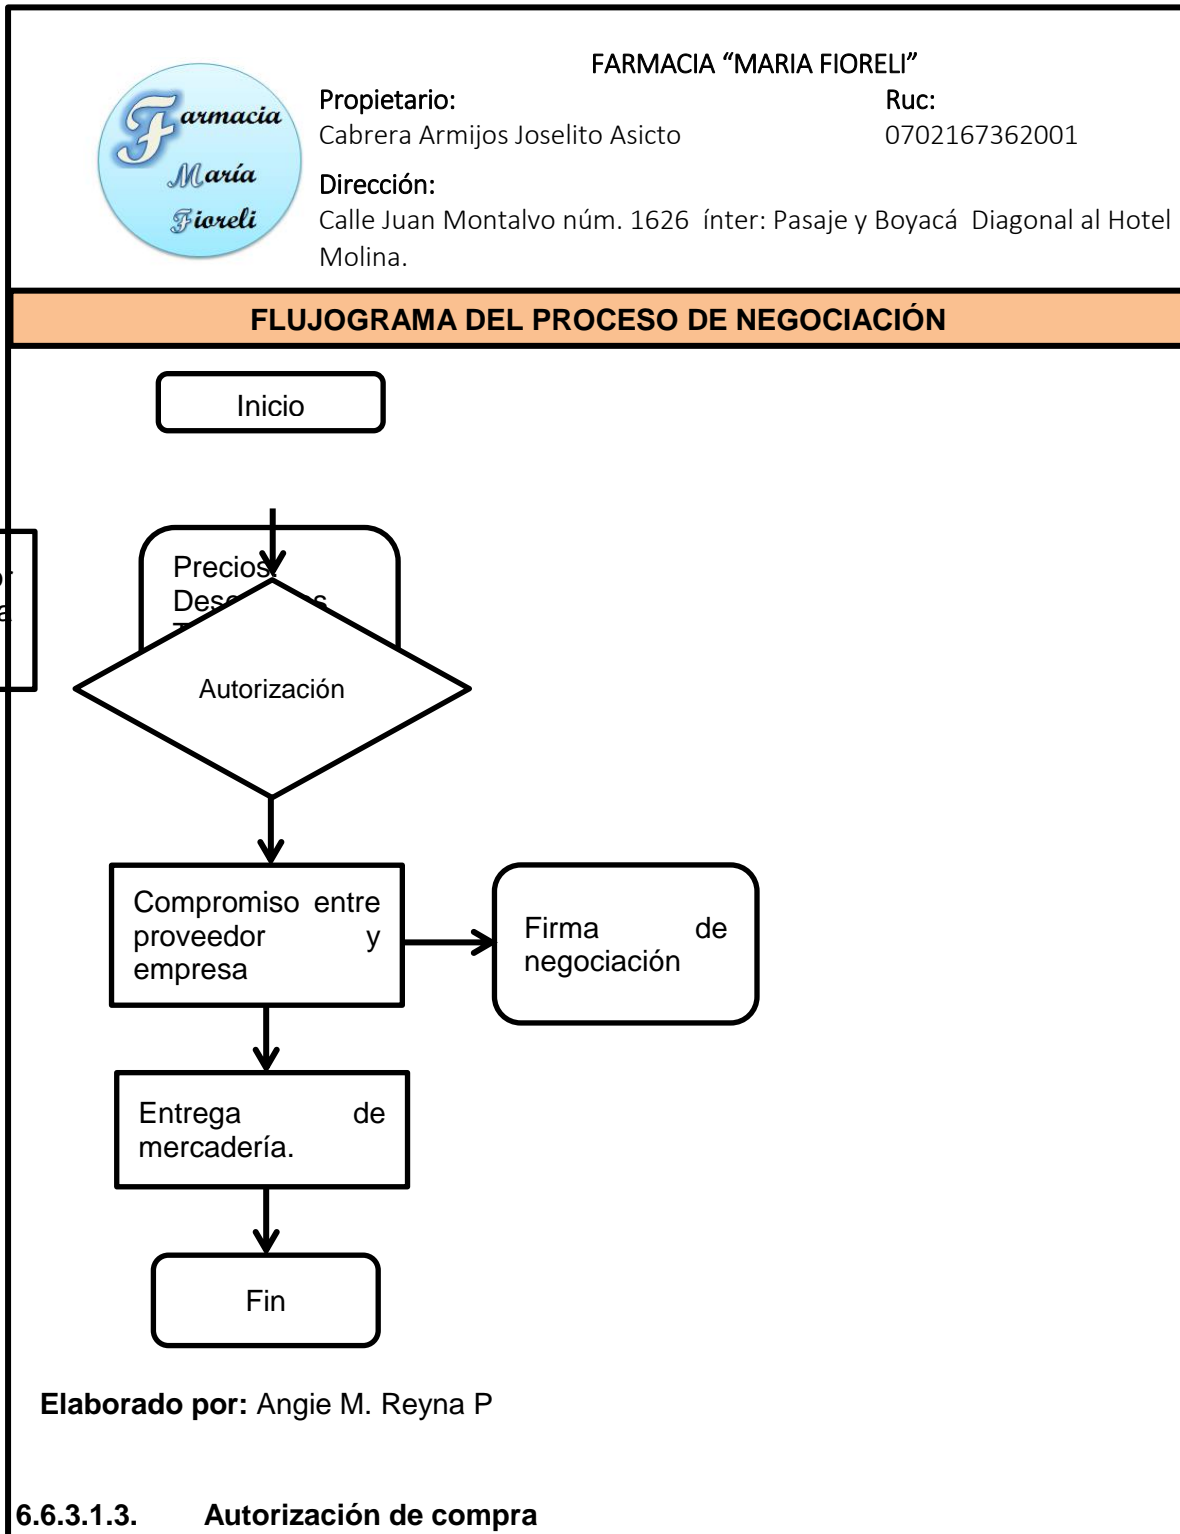 FARMACIA “MARIA FIORELI”
Farmacia
María
Fioreli
Propietario:
Ruc:
Cabrera Armijos Joselito Asicto
0702167362001
Dirección:
Calle Juan Montalvo núm. 1626 ínter: Pasaje y Boyacá Diagonal al Hotel
Molina.
FLUJOGRAMA DEL PROCESO DE NEGOCIACIÓN
Inicio
Precios.
Autorización
Compromiso entre
proveedor y
empresa
Firma de
negociación
Entrega de
mercadería.
Fin
Elaborado por: Angie M. Reyna P
6.6.3.1.3. Autorización de compra